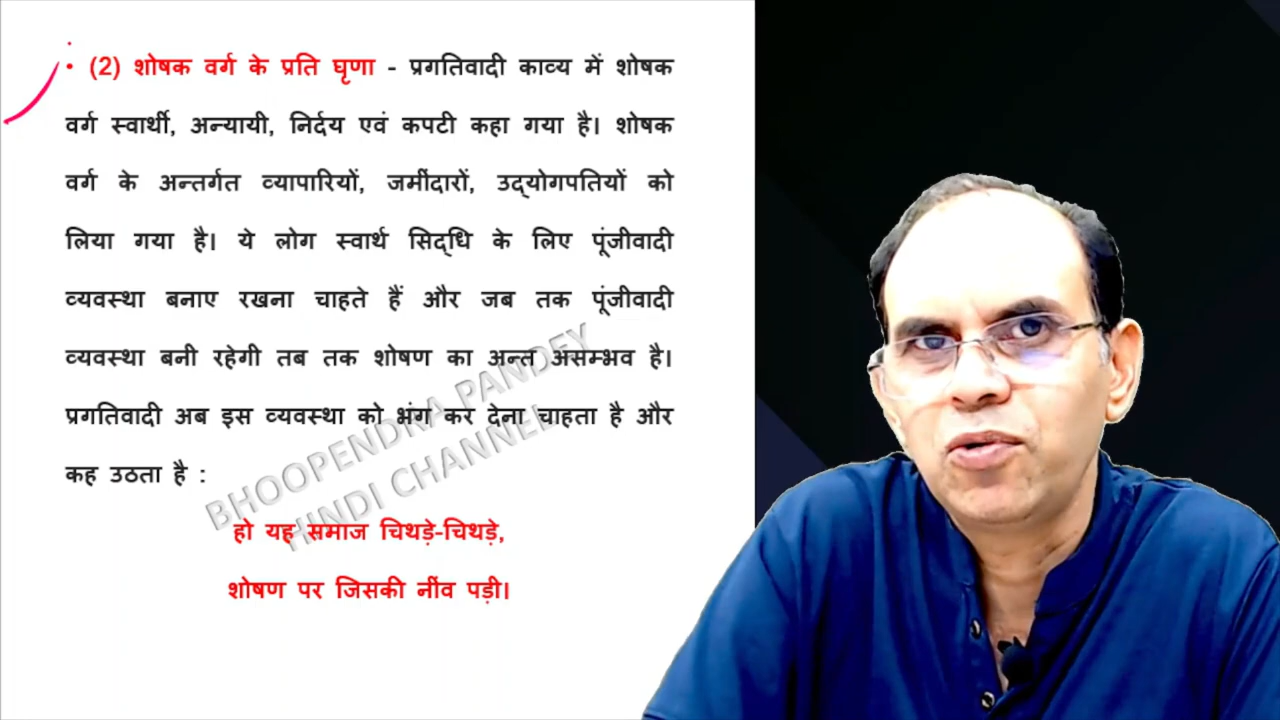 • (2) शोषक वर्ग के प्रति घृणा - प्रगतिवादी काव्य में शोषक
वर्ग स्वार्थी, अन्यायी, निर्दय एवं कपटी कहा गया है। शोषक
वर्ग के अन्तर्गत व्यापारियों, जमींदारों, उद्योगपतियों को
लिया गया है। ये लोग स्वार्थ सिद्धि के लिए पूंजीवादी
व्यवस्था बनाए रखना चाहते हैं और जब तक पूंजीवादी
व्यवस्था बनी रहेगी तब तक शोषण का अन्त असम्भव है।
प्रगतिवादी अब इस व्यवस्था को भंग कर देना चाहता है और
कह उठता है :
हो यह समाज चिथड़े-चिथड़े,
शोषण पर जिसकी नींव पड़ी।
BHOOPENDRA PANDEY
HINDI CHANNEL